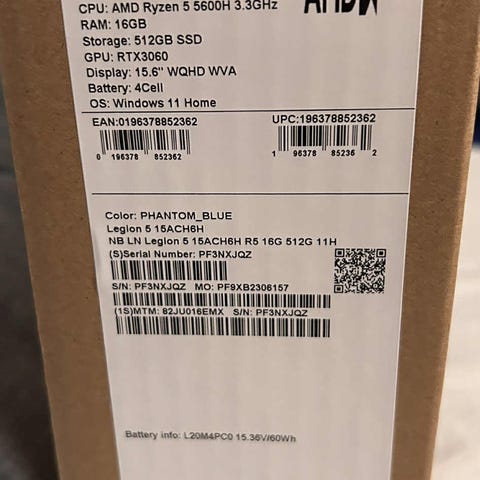 CPU: AMD Ryzen 5 5600H 3.3GHz
RAM: 16GB
Storage: 512GB SSD
GPU: RTX3060
Display: 15.6" WQHD WVA
Battery: 4Cell
OS: Windows 11 Home
EAN:0196378852362 UPC:196378852362
0 196378 852362 1 96378 85236 2
Color: PHANTOM_BLUE
Legion 5 15ACH6H
NB LN Legion 5 15ACH6H R5 16G 512G 11H
(S)Serial Number: PF3NXJQZ
S/N: PF3NXJQZ MO: PF9XB2306157
(1S)MTM: 82JU016EMX S/N: PF3NXJQZ
Battery info: L20M4PC0 15.36V/60Wh